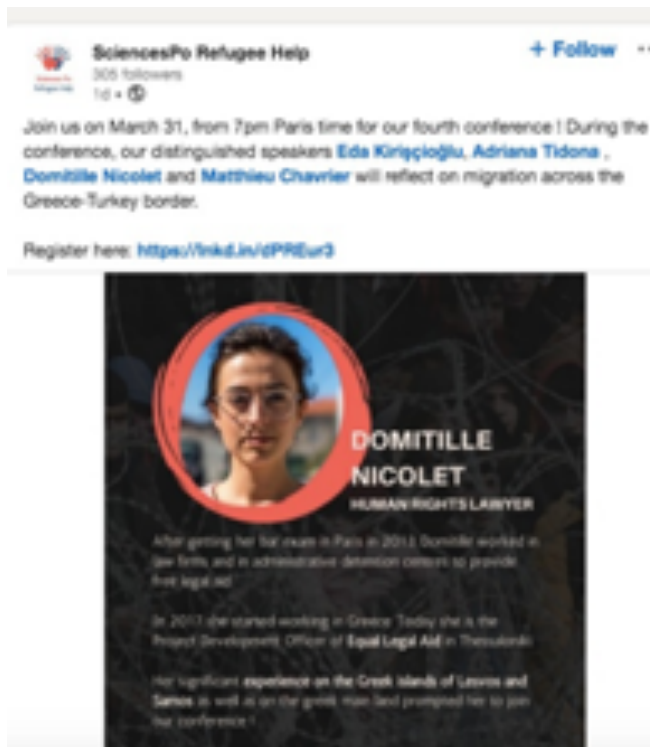 SciencesPo Refugee Help
+ Follow
305 followers
1d •
Join us on March 31, from 7pm Paris time for our fourth conference ! During the
conference, our distinguished speakers Eda Kirişçioğlu, Adriana Tidona ,
Domitille Nicolet and Matthieu Chavrier will reflect on migration across the
Greece-Turkey border.
Register here: https://lnkd.in/dPREur3
DOMITILLE
NICOLET
HUMAN RIGHTS LAWYER
After getting her bar exam in Paris in Domitille worked in
law firms and in administrative detention centers to provide
free legal aid
In 2017 she started working in Greece Today she is the
Project Development Officer of Equal Legal Aid in Thessaloniki
Her significant experience on the Greek islands of Lesvos and
Samos as well as on the greek main land prompted her to join
our conference !